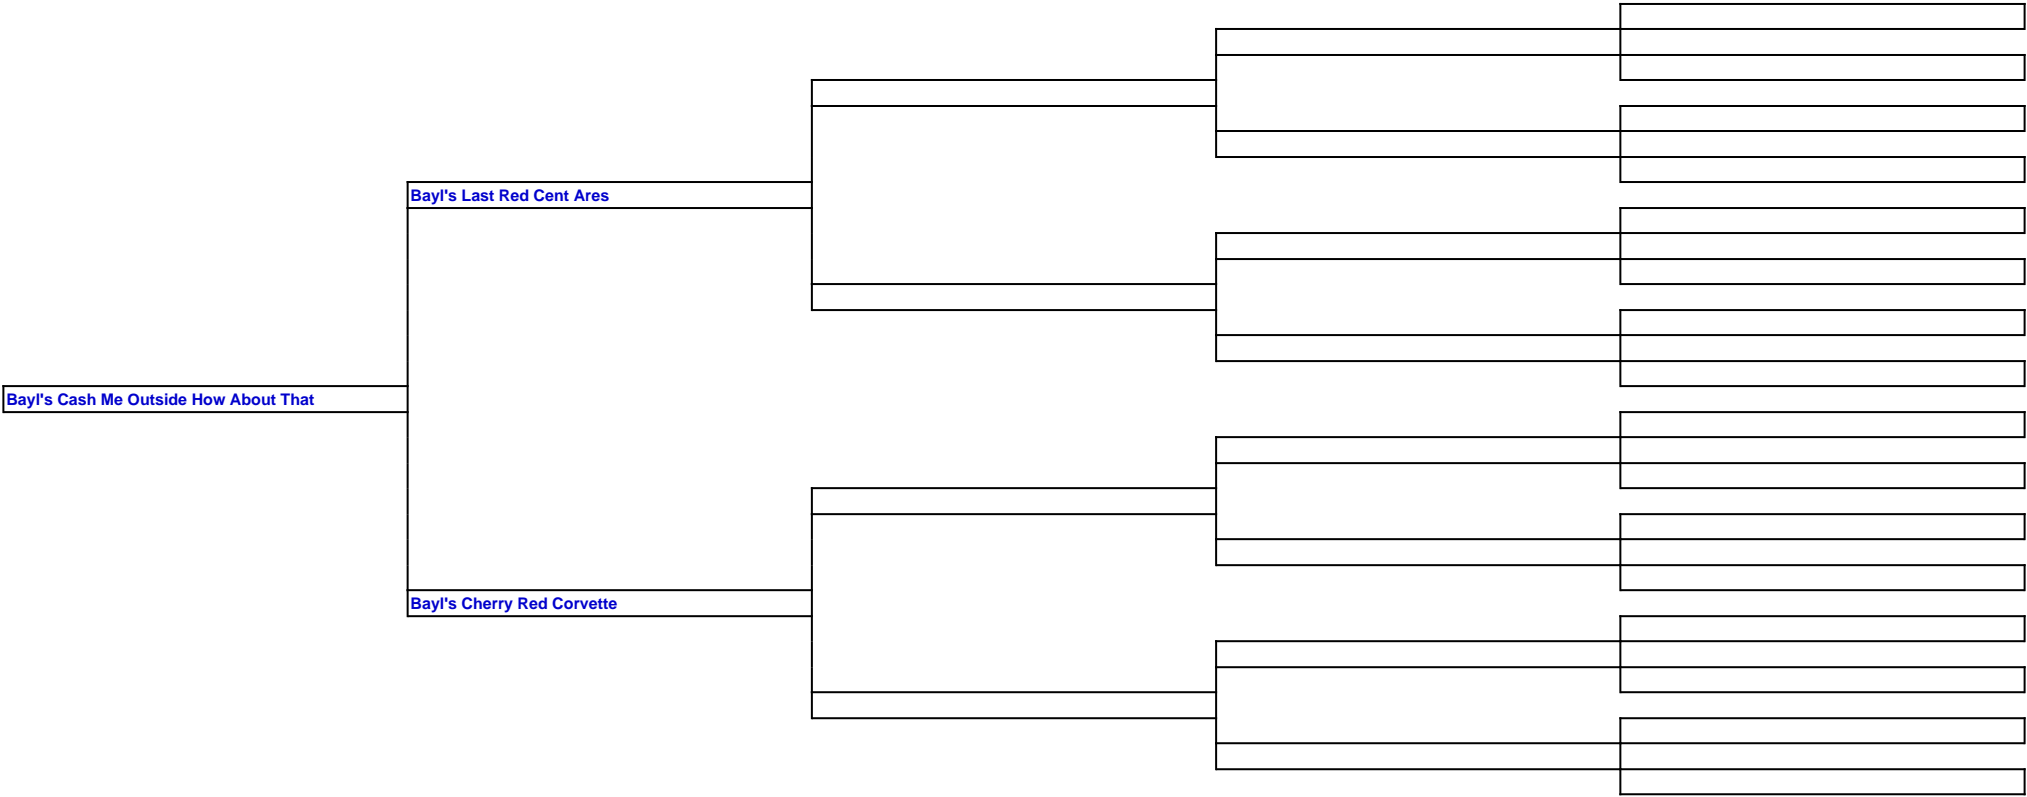 Bayl's Last Red Cent Ares
Bayl's Cash Me Outside How About That
Bayl's Cherry Red Corvette